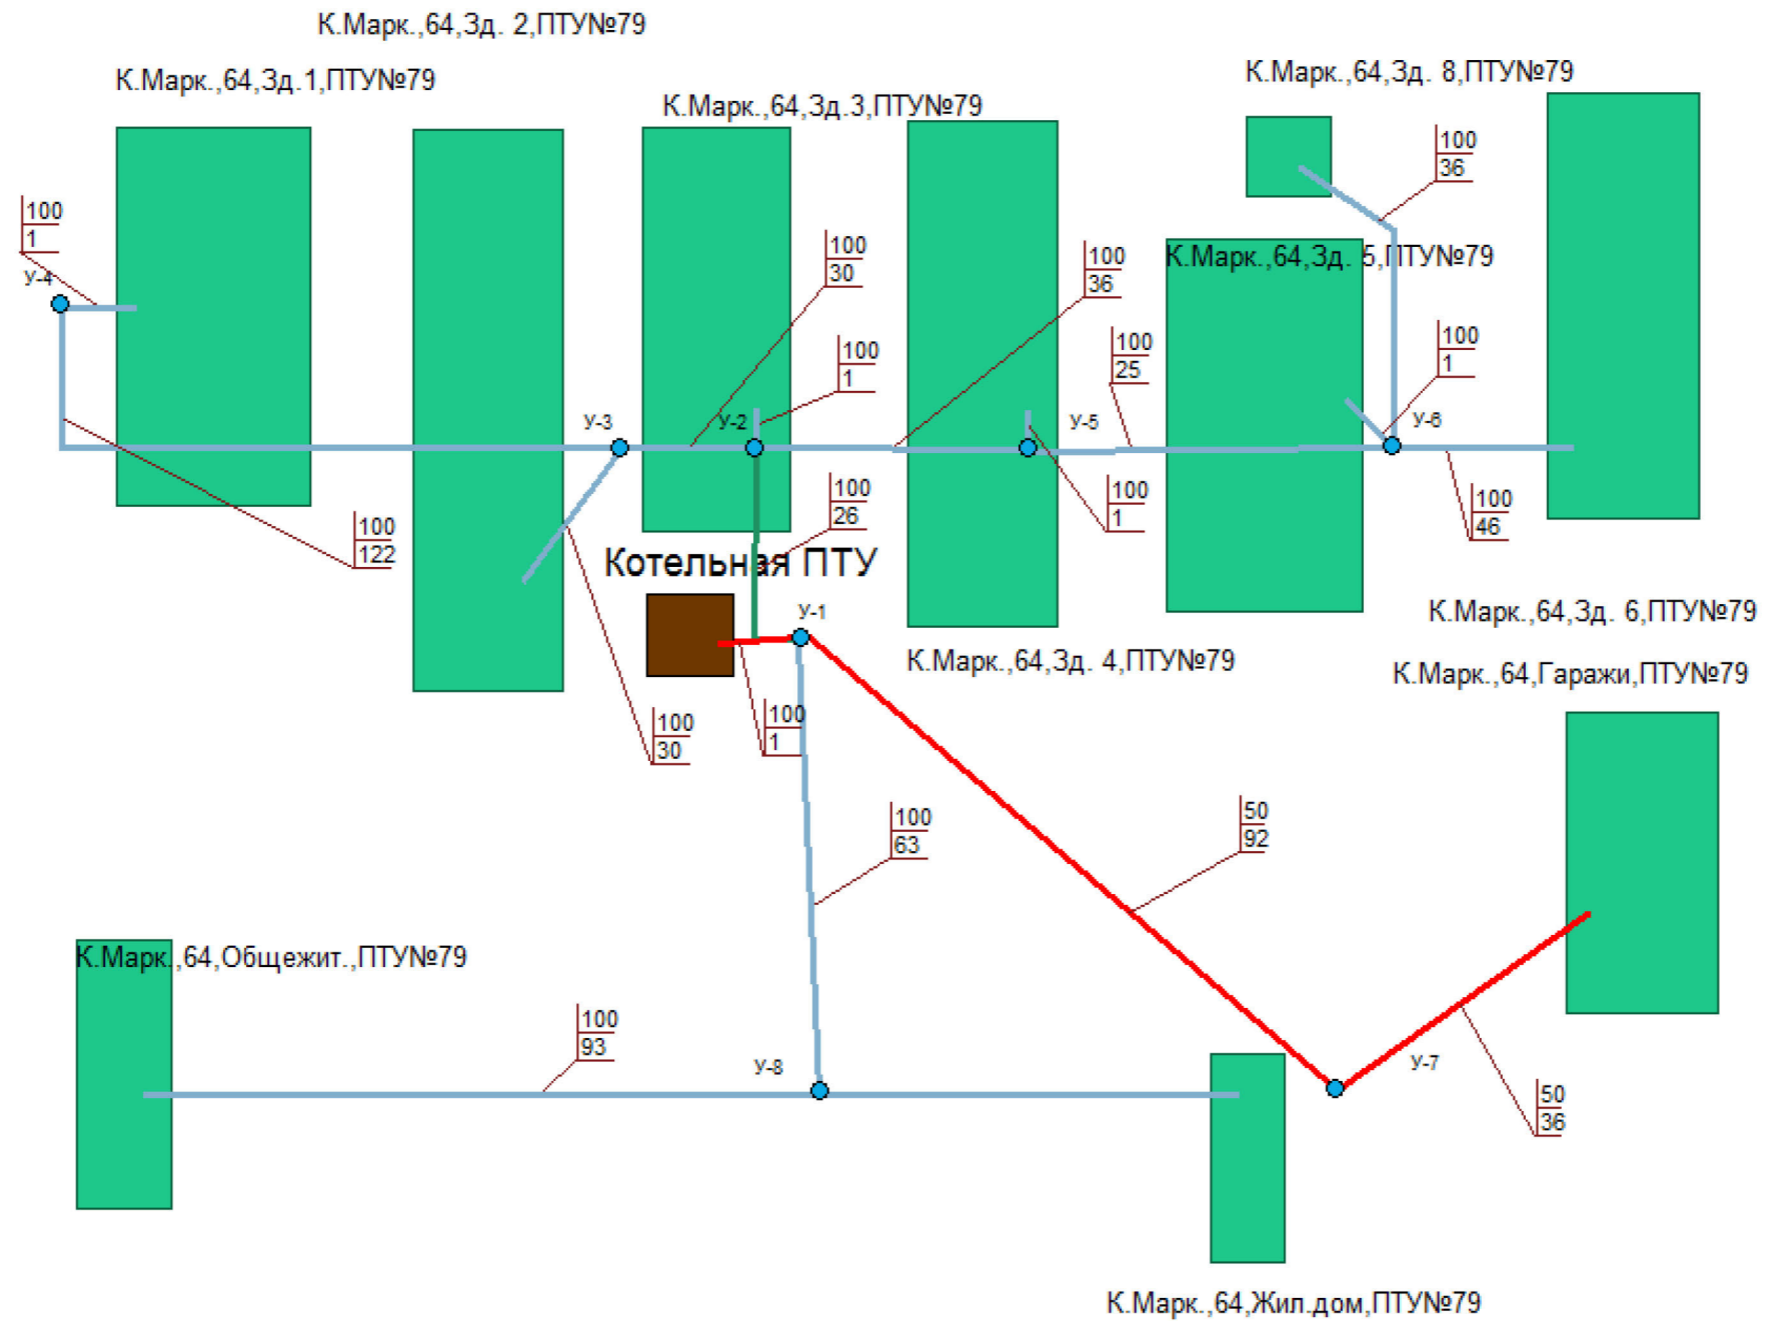 К.Марк.,64,Зд. 2,ПТУ№79
К.Марк.,64,Зд.1,ПТУ№79
К.Марк.,64,Зд.3,ПТУ№79
К.Марк.,64,Зд. 8,ПТУ№79
100
36
100
1
У-4
100
30
100
36
К.Марк.,64,Зд. 5,ПТУ№79
100
1
100
25
100
1
У-3
У-2
У-5
У-6
100
122
100
26
100
1
100
46
Котельная ПТУ
У-1
К.Марк.,64,Зд. 4,ПТУ№79
К.Марк.,64,Зд. 6,ПТУ№79
К.Марк.,64,Гаражи,ПТУ№79
100
30
100
1
100
63
50
92
К.Марк.,64,Общежит.,ПТУ№79
100
93
У-8
У-7
50
36
К.Марк.,64,Жил.дом,ПТУ№79